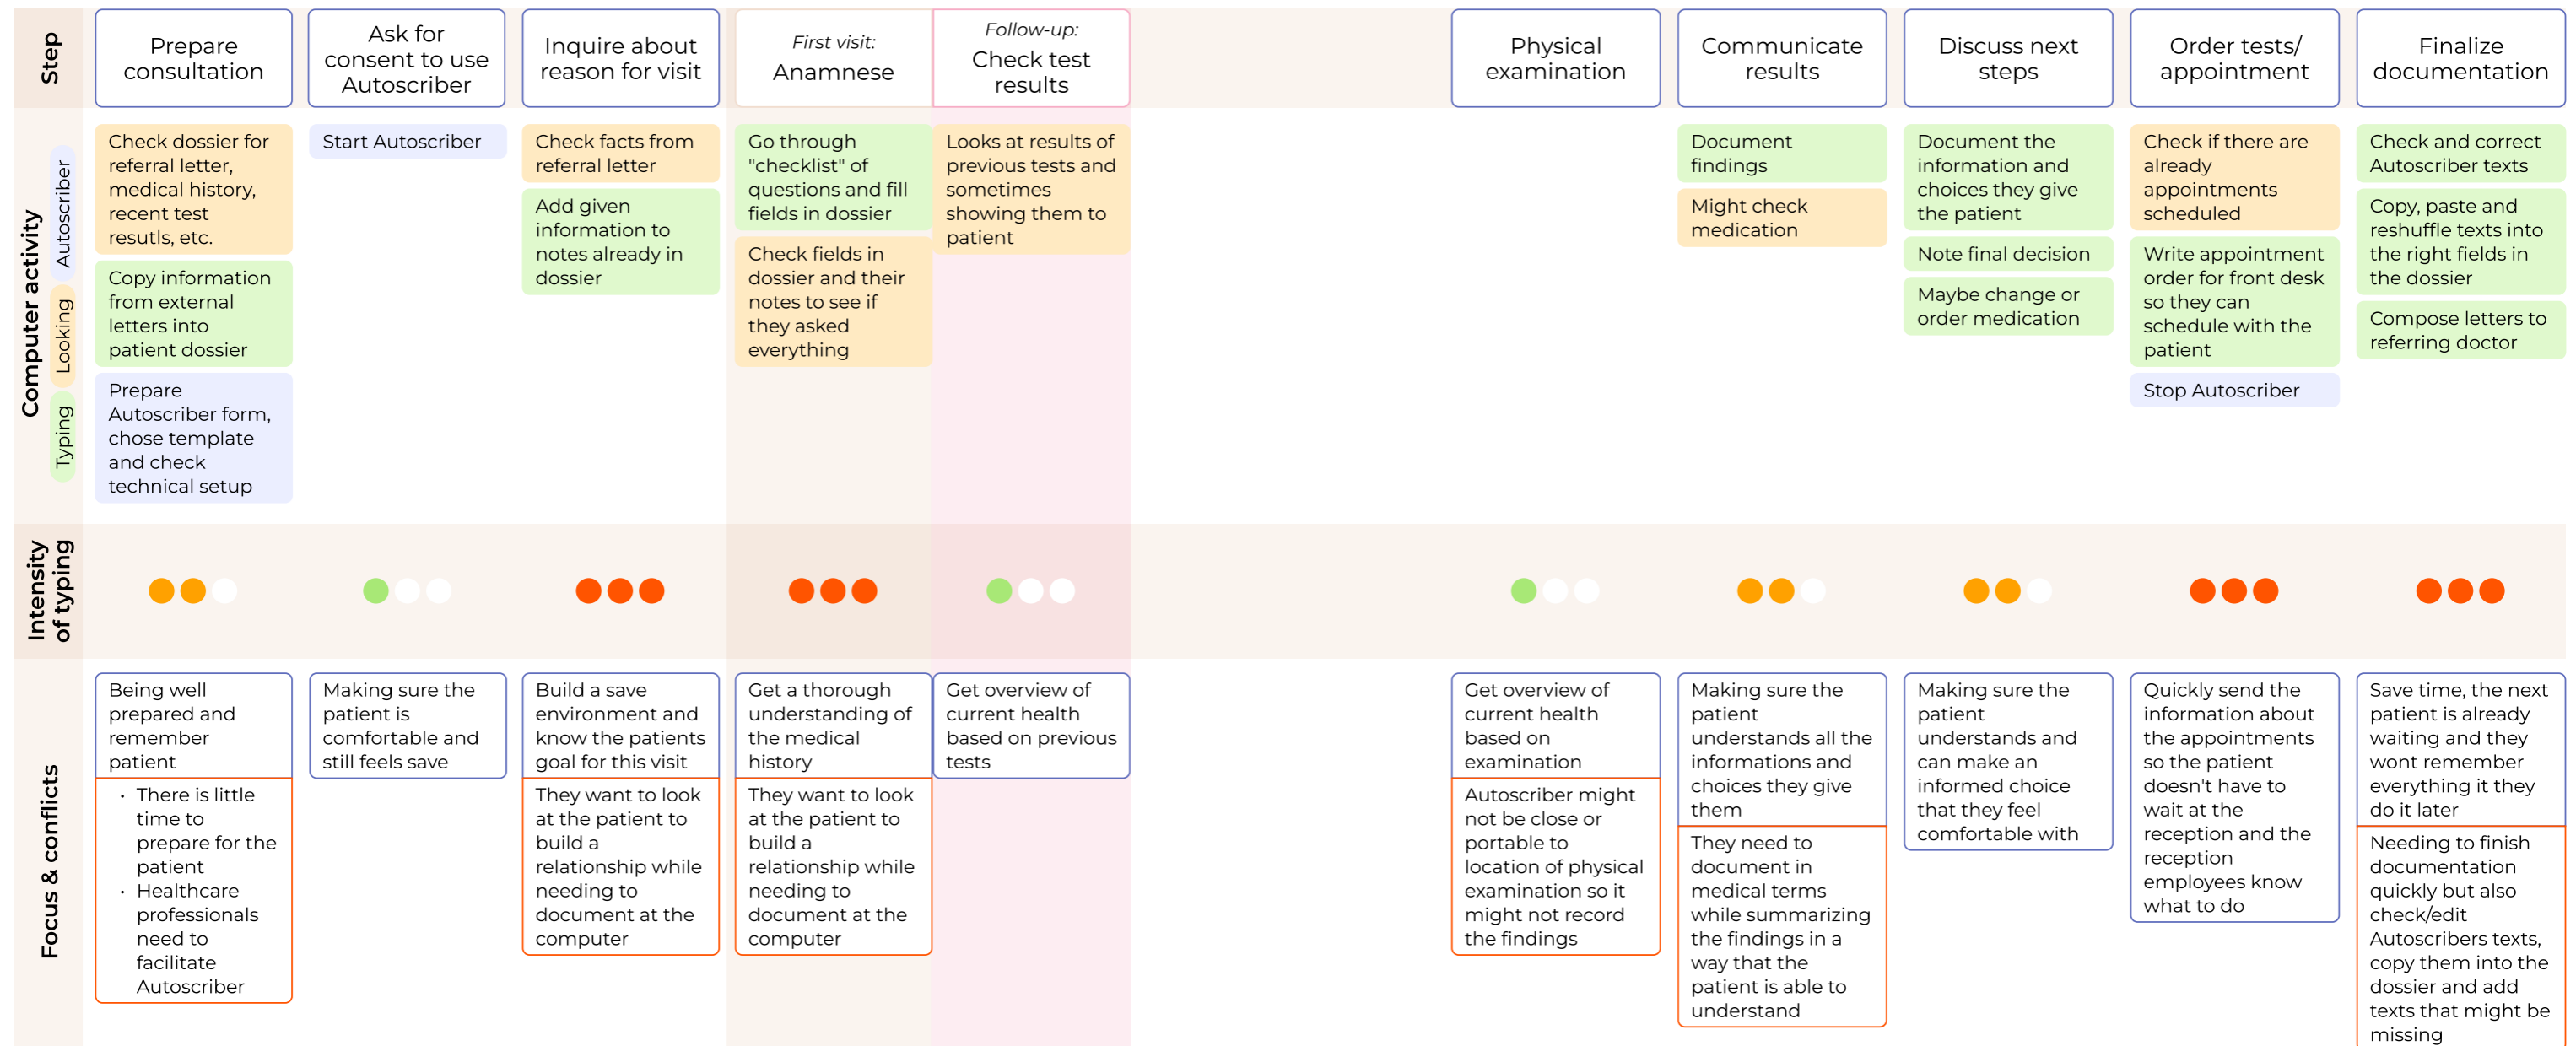 Step
Prepare
consultation
Ask for
consent to use
Autoscriber
Inquire about
reason for visit
First visit:
Anamnese
Follow-up:
Check test
results
Physical
examination
Communicate
results
Discuss next
steps
Order tests/
appointment
Finalize
documentation
Computer activity
Autoscriber
Looking
Typing
Check dossier for
referral letter,
medical history,
recent test
resutls, etc.
Copy information
from external
letters into
patient dossier
Prepare
Autoscriber form,
chose template
and check
technical setup
Start Autoscriber
Check facts from
referral letter
Add given
information to
notes already in
dossier
Go through
"checklist" of
questions and fill
fields in dossier
Check fields in
dossier and their
notes to see if
they asked
everything
Looks at results of
previous tests and
sometimes
showing them to
patient
Document
findings
Might check
medication
Document the
information and
choices they give
the patient
Note final decision
Maybe change or
order medication
Check if there are
already
appointments
scheduled
Write appointment
order for front desk
so they can
schedule with the
patient
Stop Autoscriber
Check and correct
Autoscriber texts
Copy, paste and
reshuffle texts into
the right fields in
the dossier
Compose letters to
referring doctor
Intensity
of typing
Focus & conflicts
Being well
prepared and
remember
patient
• There is little
time to
prepare for the
patient
• Healthcare
professionals
need to
facilitate
Autoscriber
Making sure the
patient is
comfortable and
still feels save
Build a save
environment and
know the patients
goal for this visit
They want to look
at the patient to
build a
relationship while
needing to
document at the
computer
Get a thorough
understanding of
the medical
history
They want to look
at the patient to
build a
relationship while
needing to
document at the
computer
Get overview of
current health
based on previous
tests
Get overview of
current health
based on
examination
Autoscriber might
not be close or
portable to
location of physical
examination so it
might not record
the findings
Making sure the
patient
understands all the
informations and
choices they give
them
They need to
document in
medical terms
while summarizing
the findings in a
way that the
patient is able to
understand
Making sure the
patient
understands and
can make an
informed choice
that they feel
comfortable with
Quickly send the
information about
the appointments
so the patient
doesn't have to
wait at the
reception and the
reception
employees know
what to do
Save time, the next
patient is already
waiting and they
wont remember
everything it they
do it later
Needing to finish
documentation
quickly but also
check/edit
Autoscribers texts,
copy them into the
dossier and add
texts that might be
missing